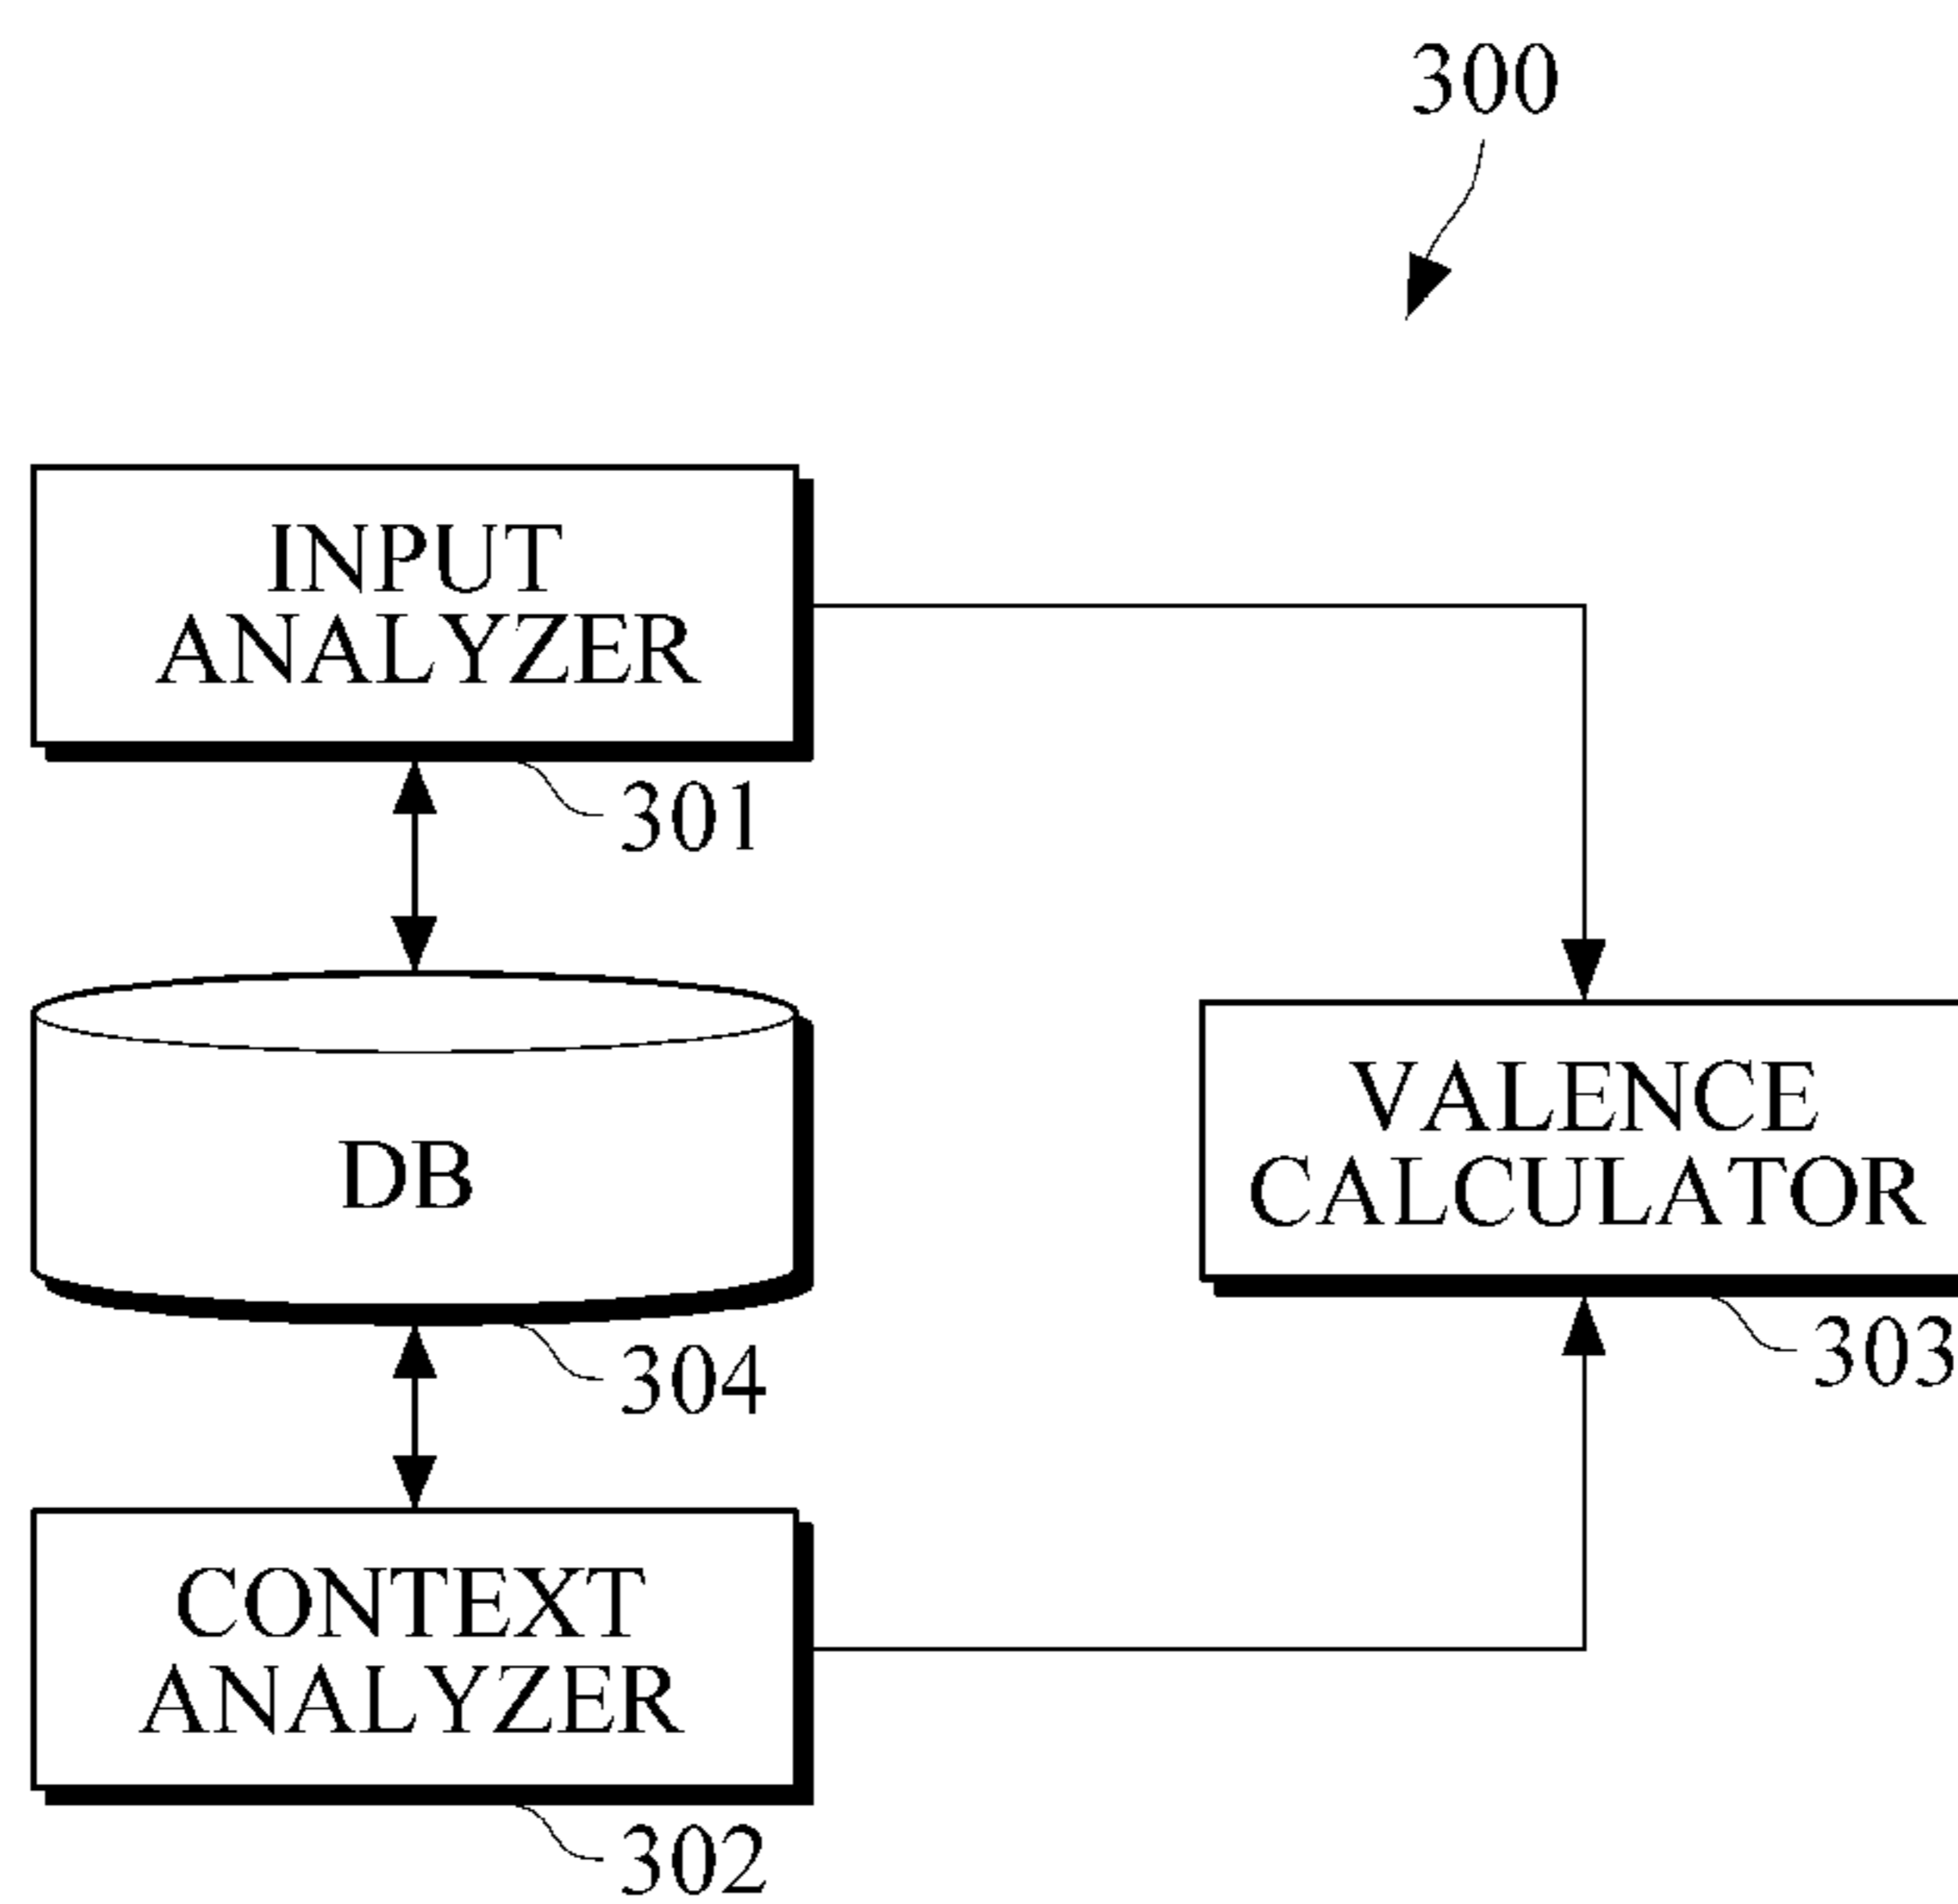 300
INPUT
ANALYZER
301
DB
304
VALENCE
CALCULATOR
303
CONTEXT
ANALYZER
302